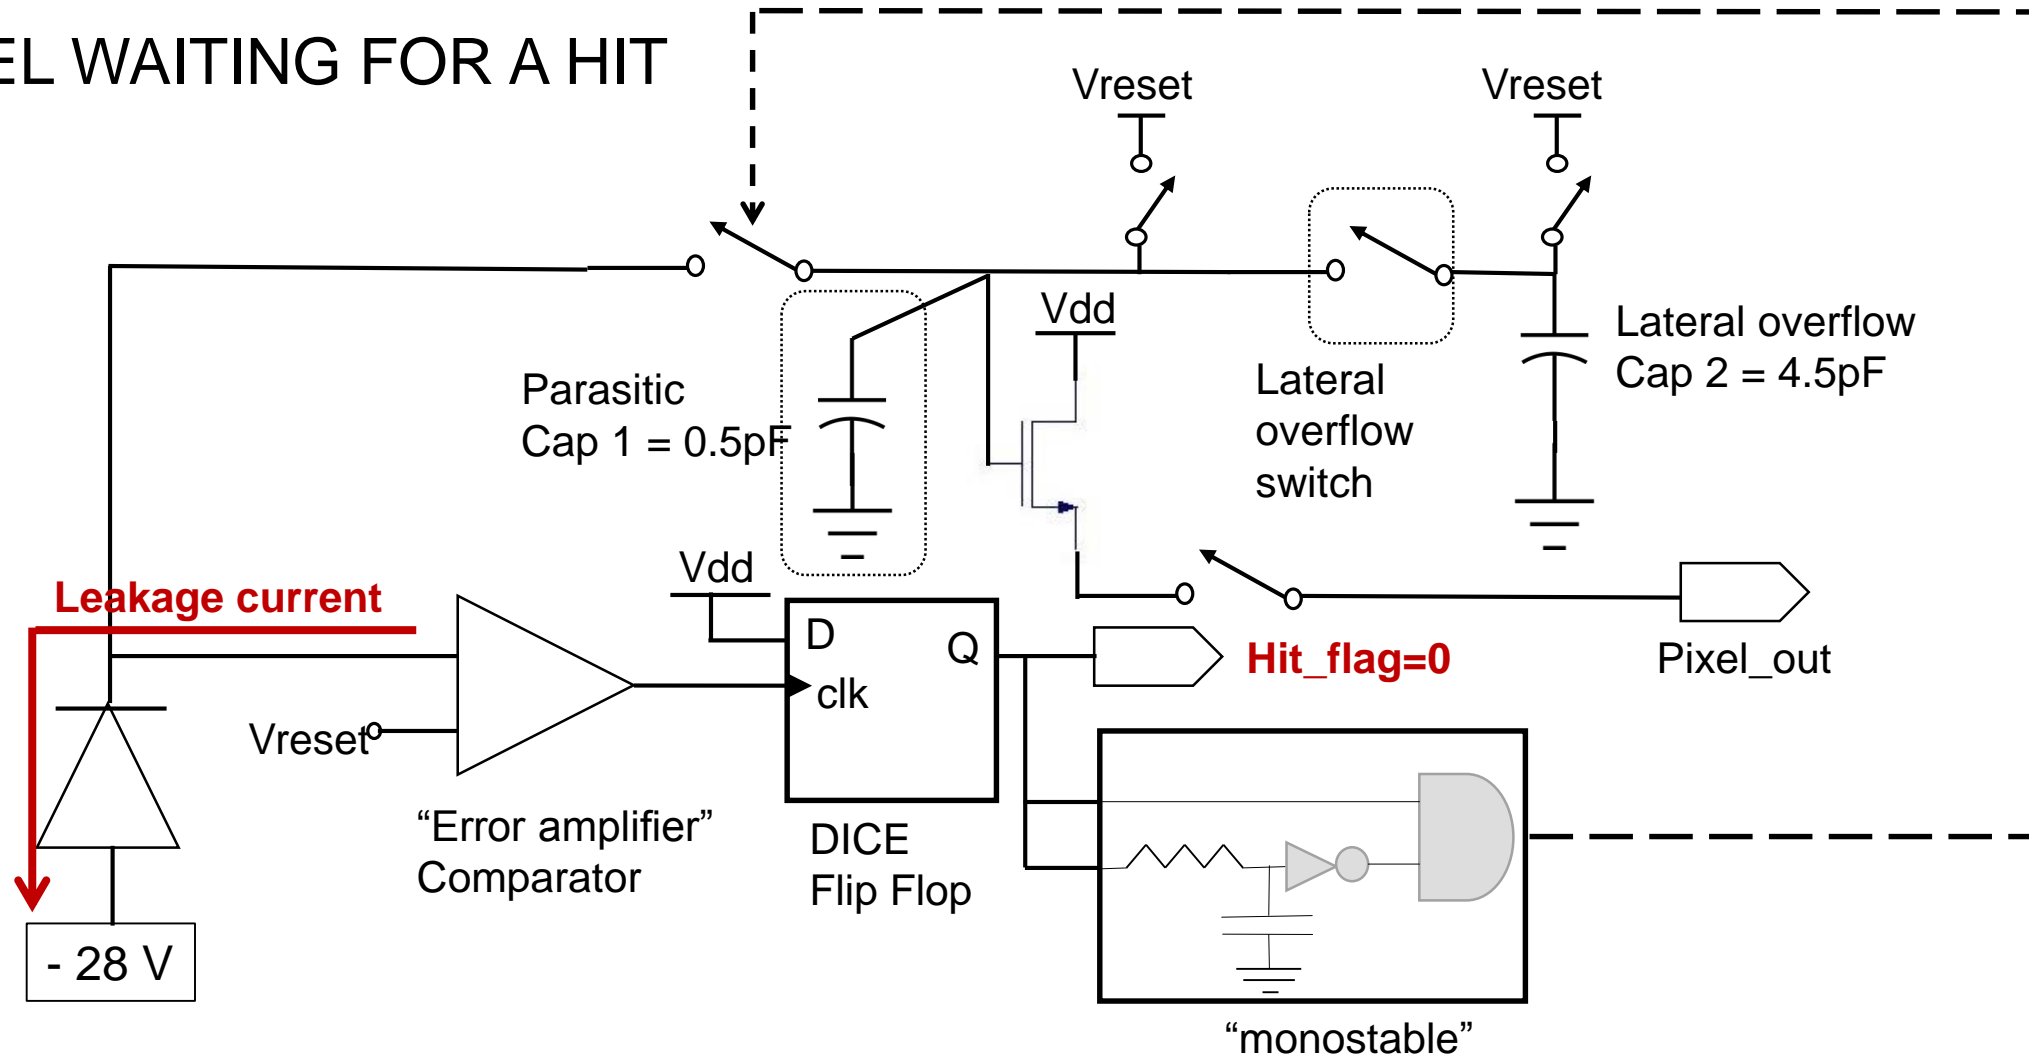 EL WAITING FOR A HIT
Vreset
Vreset
Vdd
Lateral overflow
Cap 2 = 4.5pF
Parasitic
Cap 1 = 0.5pF
Lateral
overflow
switch
Vdd
Leakage current
D
Q
clk
Hit_flag=0
Pixel_out
Vreset
“Error amplifier”
Comparator
DICE
Flip Flop
- 28 V
“monostable”